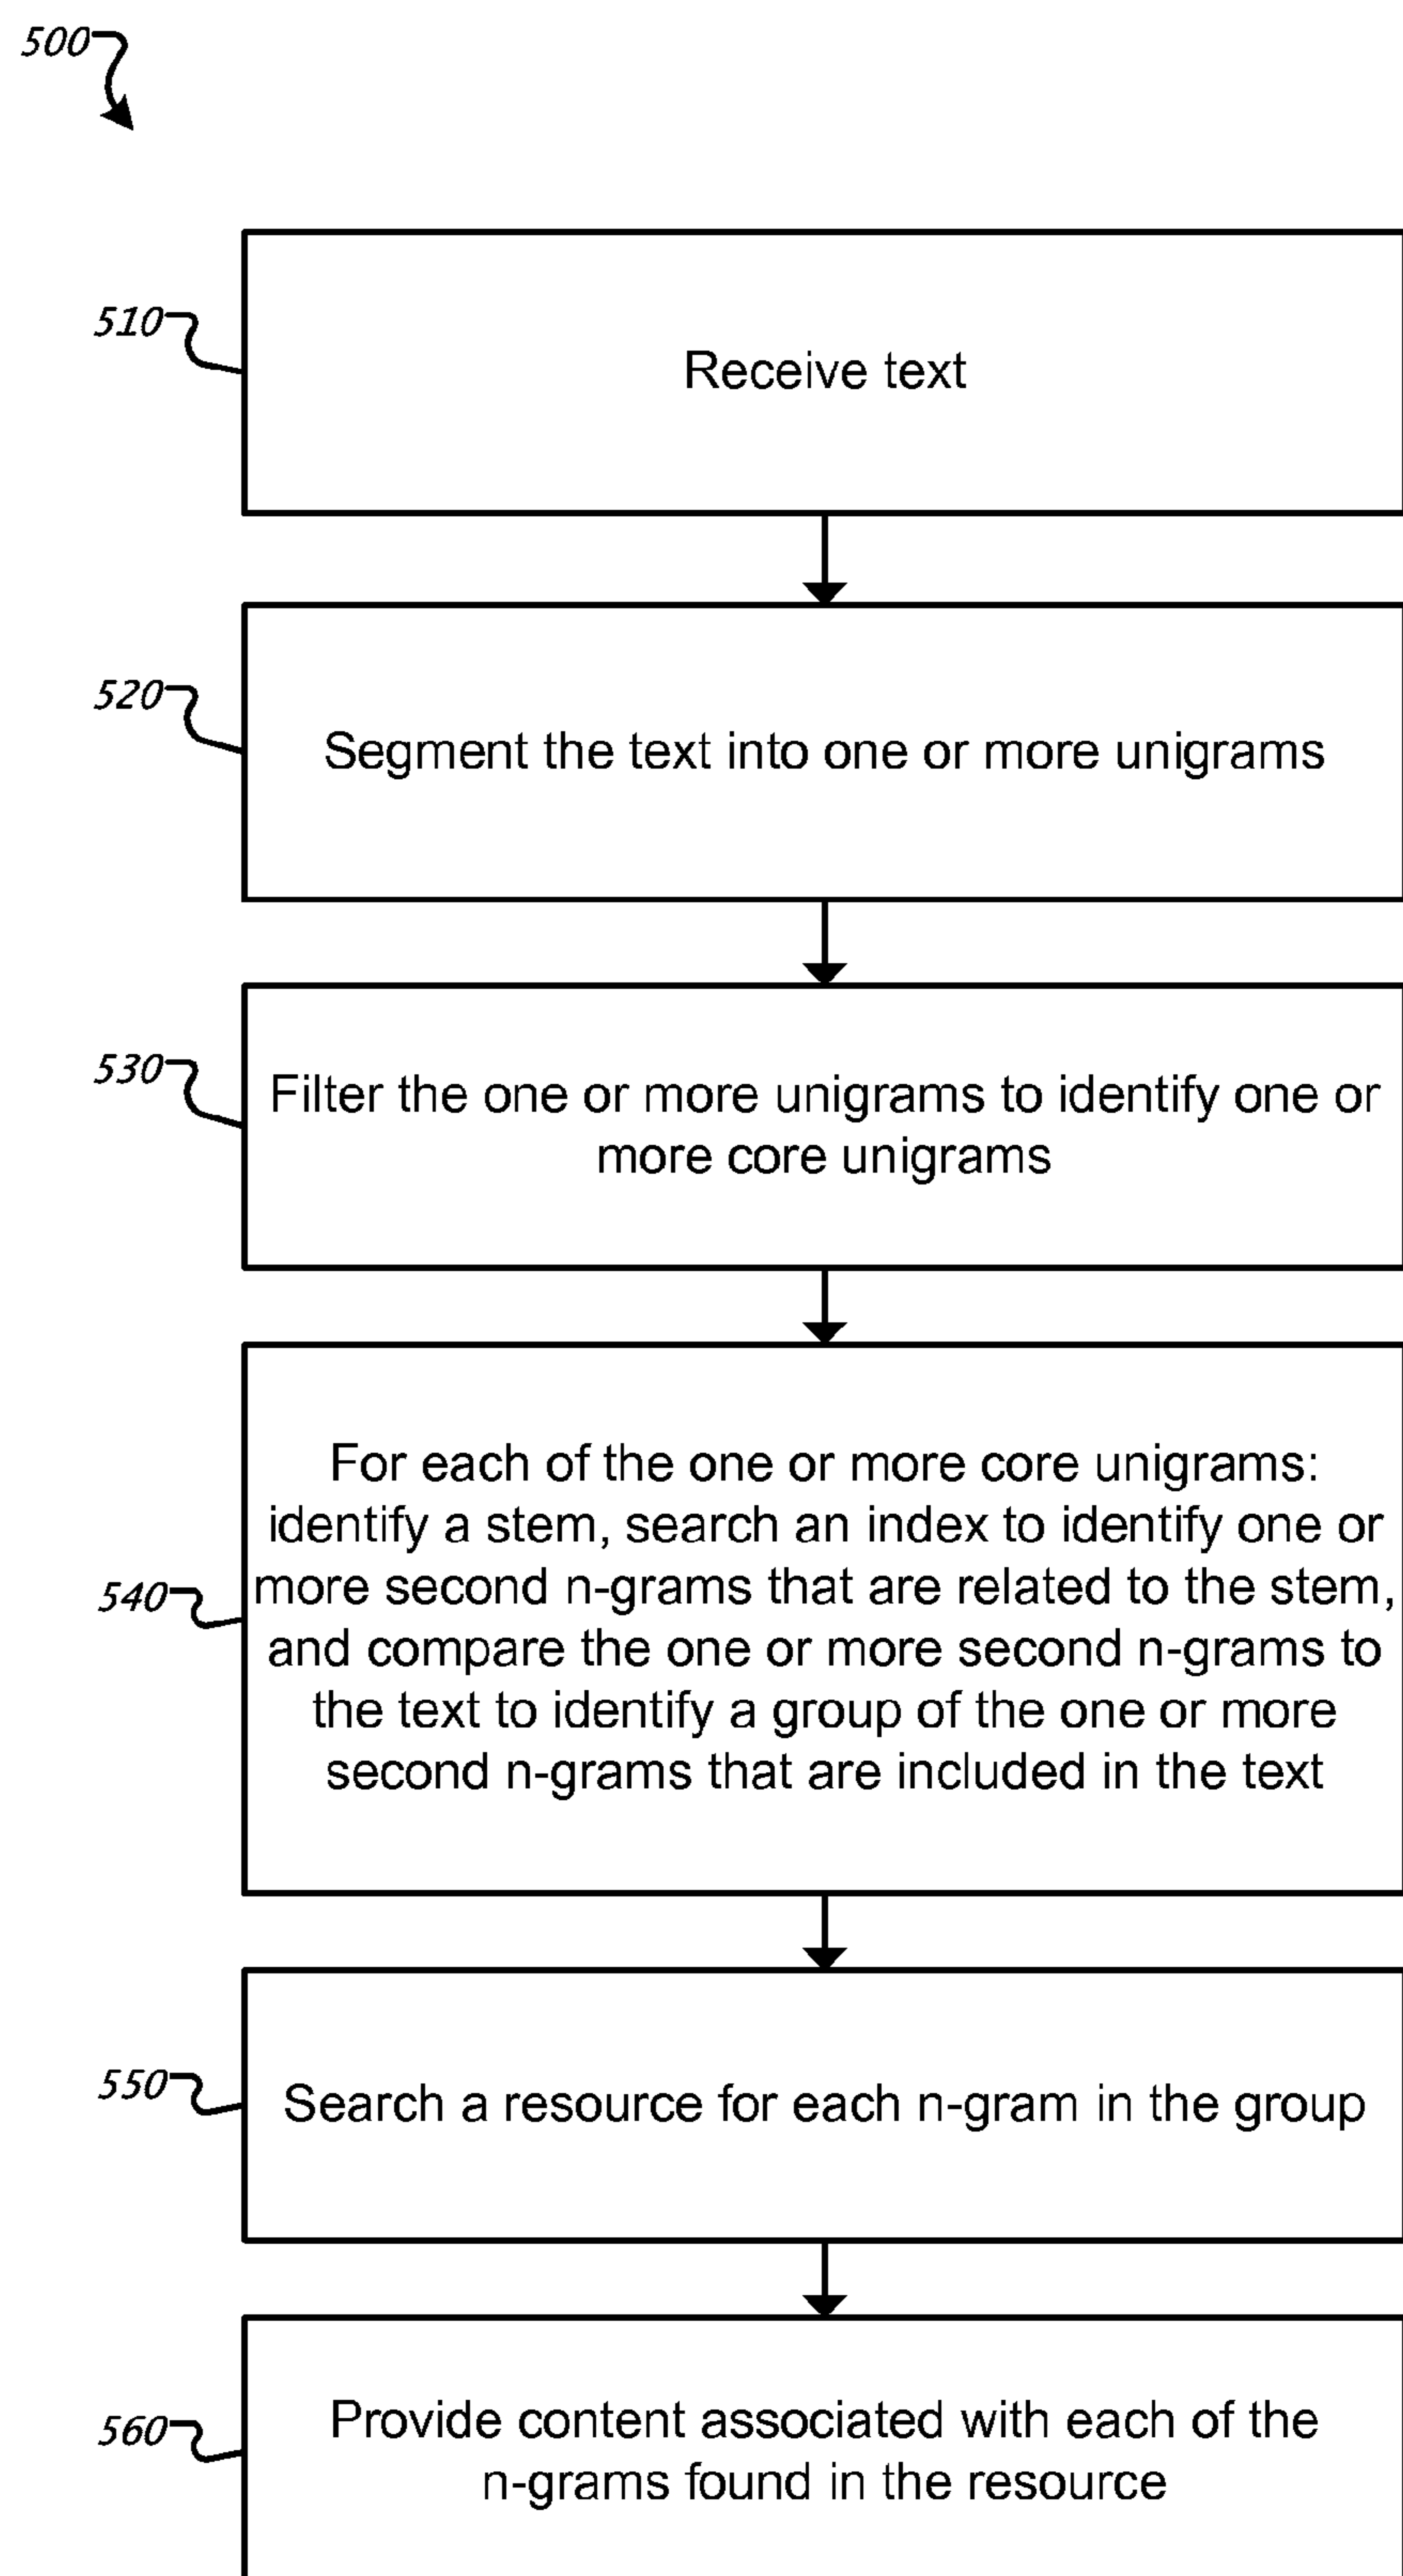 500
510
Receive text
520
Segment the text into one or more unigrams
530
Filter the one or more unigrams to identify one or
more core unigrams
For each of the one or more core unigrams:
identify a stem, search an index to identify one or
540
more second n-grams that are related to the stem,
and compare the one or more second n-grams to
the text to identify a group of the one or more
second n-grams that are included in the text
550
Search a resource for each n-gram in the group
560
Provide content associated with each of the
n-grams found in the resource